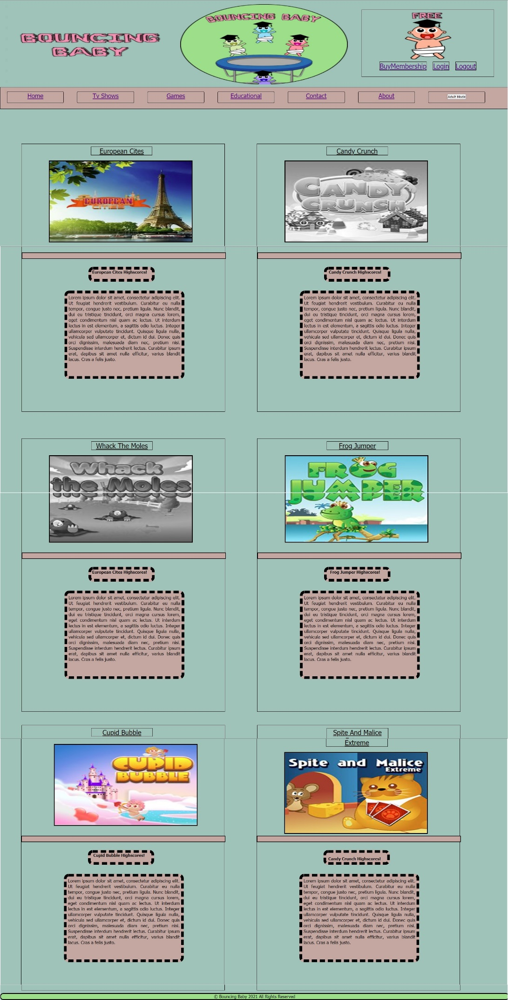 BOUNCING
BABY
BOUNCING BABY
FREE
BuyMembership Login Logout
Home Tv Shows Games Educational Contact About Adult Mode
European Cites
EUROPEAN
CITIES
European Cites Highscores!
Lorem ipsum dolor sit amet, consectetur adipiscing elit.
Ut feugiat hendrerit vestibulum. Curabitur eu nulla
tempor, congue justo nec, pretium ligula. Nunc blandit,
dui eu tristique tincidunt, orci magna cursus lorem,
eget condimentum nisl quam ac lectus. Ut interdum
lectus in est elementum, a sagittis odio luctus. Integer
ullamcorper vulputate tincidunt. Quisque ligula nulla,
vehicula sed ullamcorper et, dictum id dui. Donec quis
orci dignissim, malesuada diam nec, pretium nisi.
Suspendisse interdum hendrerit lectus. Curabitur ipsum
erat, dapibus sit amet nulla efficitur, varius blandit
lacus. Cras a felis justo.
Candy Crunch
CANDY
CRUNCH
Candy Crunch Highscores!
Lorem ipsum dolor sit amet, consectetur adipiscing elit.
Ut feugiat hendrerit vestibulum. Curabitur eu nulla
tempor, congue justo nec, pretium ligula. Nunc blandit,
dui eu tristique tincidunt, orci magna cursus lorem,
eget condimentum nisl quam ac lectus. Ut interdum
lectus in est elementum, a sagittis odio luctus. Integer
ullamcorper vulputate tincidunt. Quisque ligula nulla,
vehicula sed ullamcorper et, dictum id dui. Donec quis
orci dignissim, malesuada diam nec, pretium nisi.
Suspendisse interdum hendrerit lectus. Curabitur ipsum
erat, dapibus sit amet nulla efficitur, varius blandit
lacus. Cras a felis justo.
Whack The Moles
Whack
the Moles
European Cites Highscores!
Lorem ipsum dolor sit amet, consectetur adipiscing elit.
Ut feugiat hendrerit vestibulum. Curabitur eu nulla
tempor, congue justo nec, pretium ligula. Nunc blandit,
dui eu tristique tincidunt, orci magna cursus lorem,
eget condimentum nisl quam ac lectus. Ut interdum
lectus in est elementum, a sagittis odio luctus. Integer
ullamcorper vulputate tincidunt. Quisque ligula nulla,
vehicula sed ullamcorper et, dictum id dui. Donec quis
orci dignissim, malesuada diam nec, pretium nisi.
Suspendisse interdum hendrerit lectus. Curabitur ipsum
erat, dapibus sit amet nulla efficitur, varius blandit
lacus. Cras a felis justo.
Frog Jumper
FROG
JUMPER
Frog Jumper Highscores!
Lorem ipsum dolor sit amet, consectetur adipiscing elit.
Ut feugiat hendrerit vestibulum. Curabitur eu nulla
tempor, congue justo nec, pretium ligula. Nunc blandit,
dui eu tristique tincidunt, orci magna cursus lorem,
eget condimentum nisl quam ac lectus. Ut interdum
lectus in est elementum, a sagittis odio luctus. Integer
ullamcorper vulputate tincidunt. Quisque ligula nulla,
vehicula sed ullamcorper et, dictum id dui. Donec quis
orci dignissim, malesuada diam nec, pretium nisi.
Suspendisse interdum hendrerit lectus. Curabitur ipsum
erat, dapibus sit amet nulla efficitur, varius blandit
lacus. Cras a felis justo.
Cupid Bubble
CUPID
BUBBLE
Cupid Bubble Highscores!
Lorem ipsum dolor sit amet, consectetur adipiscing elit.
Ut feugiat hendrerit vestibulum. Curabitur eu nulla
tempor, congue justo nec, pretium ligula. Nunc blandit,
dui eu tristique tincidunt, orci magna cursus lorem,
eget condimentum nisl quam ac lectus. Ut interdum
lectus in est elementum, a sagittis odio luctus. Integer
ullamcorper vulputate tincidunt. Quisque ligula nulla,
vehicula sed ullamcorper et, dictum id dui. Donec quis
orci dignissim, malesuada diam nec, pretium nisi.
Suspendisse interdum hendrerit lectus. Curabitur ipsum
erat, dapibus sit amet nulla efficitur, varius blandit
lacus. Cras a felis justo.
Spite And Malice
Extreme
Spite and Malice
Extreme
Candy Crunch Highscores!
Lorem ipsum dolor sit amet, consectetur adipiscing elit.
Ut feugiat hendrerit vestibulum. Curabitur eu nulla
tempor, congue justo nec, pretium ligula. Nunc blandit,
dui eu tristique tincidunt, orci magna cursus lorem,
eget condimentum nisl quam ac lectus. Ut interdum
lectus in est elementum, a sagittis odio luctus. Integer
ullamcorper vulputate tincidunt. Quisque ligula nulla,
vehicula sed ullamcorper et, dictum id dui. Donec quis
orci dignissim, malesuada diam nec, pretium nisi.
Suspendisse interdum hendrerit lectus. Curabitur ipsum
erat, dapibus sit amet nulla efficitur, varius blandit
lacus. Cras a felis justo.
© Bouncing Baby 2021 All Rights Reserved